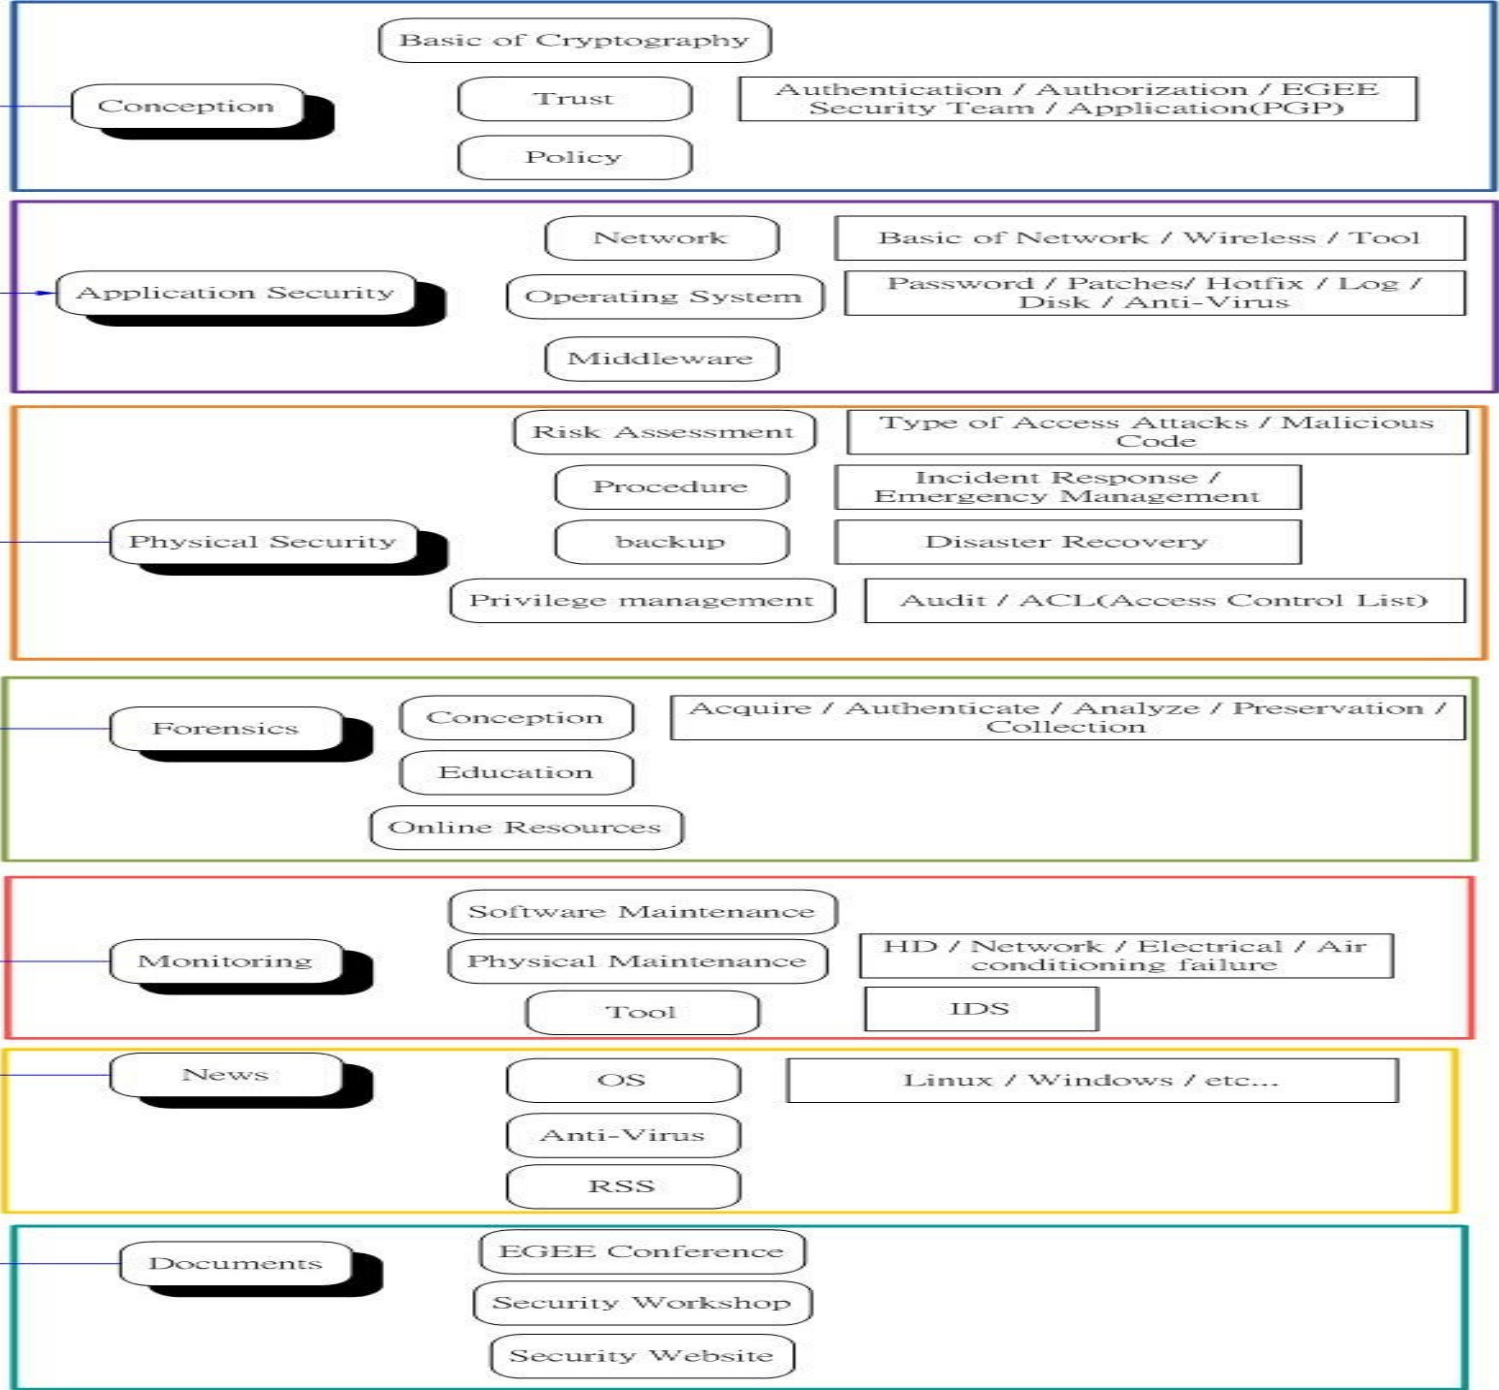 Basic of Cryptography
Conception
Trust
Authentication / Authorization / EGEE
Security Team / Application(PGP)
Policy
Network
Basic of Network / Wireless / Tool
Application Security
Operating System
Password / Patches/ Hotfix / Log /
Disk / Anti-Virus
Middleware
Risk Assessment
Type of Access Attacks / Malicious
Code
Procedure
Incident Response /
Emergency Management
Physical Security
backup
Disaster Recovery
Privilege management
Audit / ACL(Access Control List)
Forensics
Conception
Acquire / Authenticate / Analyze / Preservation /
Collection
Education
Online Resources
Software Maintenance
Monitoring
Physical Maintenance
HD / Network / Electrical / Air
conditioning failure
Tool
IDS
News
OS
Linux / Windows / etc...
Anti-Virus
RSS
Documents
EGEE Conference
Security Workshop
Security Website